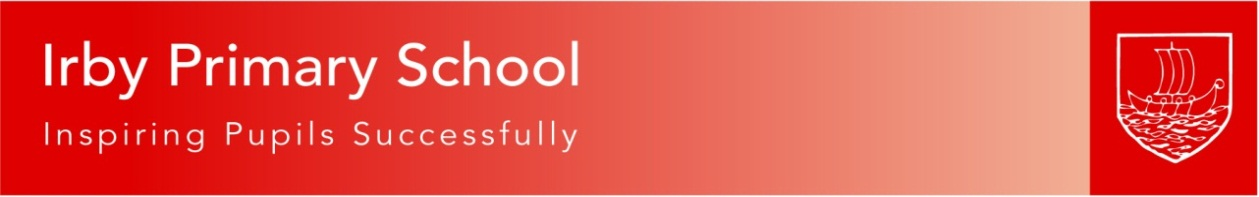 Irby Primary School
Inspiring Pupils Successfully